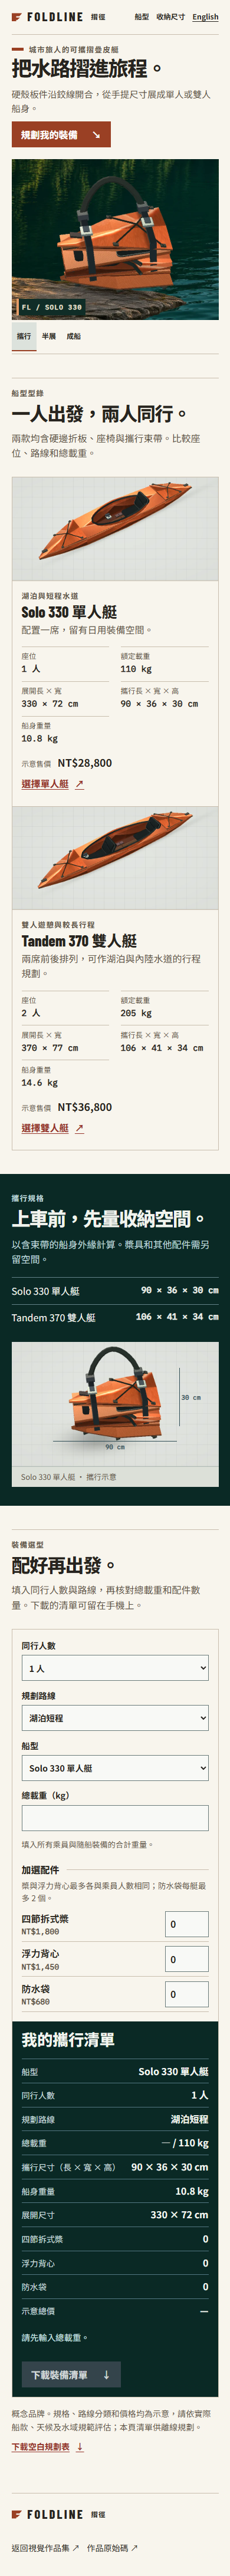 FOLDLINE 摺徑 船型 收納尺寸 English
城市旅人的可攜摺疊皮艇
把水路摺進旅程。
硬殼板件沿鉸線開合，從手提尺寸展成單人或雙人
船身。
規劃我的裝備 ↘
FL / SOLO 330
攜行 半展 成船
船型型錄
一人出發，兩人同行。
兩款均含硬邊折板、座椅與攜行束帶。比較座
位、路線和總載重。
湖泊與短程水道
Solo 330 單人艇
配置一席，留有日用裝備空間。
座位 額定載重
1 人 110 kg
展開長 × 寬 攜行長 × 寬 × 高
330 × 72 cm 90 × 36 × 30 cm
船身重量
10.8 kg
示意售價 NT$28,800
選擇單人艇 ↗
雙人遊憩與較長行程
Tandem 370 雙人艇
兩席前後排列，可作湖泊與內陸水道的行程
規劃。
座位 額定載重
2 人 205 kg
展開長 × 寬 攜行長 × 寬 × 高
370 × 77 cm 106 × 41 × 34 cm
船身重量
14.6 kg
示意售價 NT$36,800
選擇雙人艇 ↗
攜行規格
上車前，先量收納空間。
以含束帶的船身外緣計算。槳具和其他配件需另
留空間。
Solo 330 單人艇 90 × 36 × 30 cm
Tandem 370 雙人艇 106 × 41 × 34 cm
30 cm
90 cm
Solo 330 單人艇 · 攜行示意
裝備選型
配好再出發。
填入同行人數與路線，再核對總載重和配件數
量。下載的清單可留在手機上。
同行人數
1 人
規劃路線
湖泊短程
船型
Solo 330 單人艇
總載重（kg）
填入所有乘員與隨船裝備的合計重量。
加選配件
槳與浮力背心最多各與乘員人數相同；防水袋每艇最
多 2 個。
四節拆式槳
NT$1,800
0
浮力背心
NT$1,450
0
防水袋
NT$680
0
我的攜行清單
船型 Solo 330 單人艇
同行人數 1 人
規劃路線 湖泊短程
總載重 — / 110 kg
攜行尺寸（長 × 寬 × 高） 90 × 36 × 30 cm
船身重量 10.8 kg
展開尺寸 330 × 72 cm
四節拆式槳 0
浮力背心 0
防水袋 0
示意總價 —
請先輸入總載重。
下載裝備清單 ↓
概念品牌。規格、路線分類和價格均為示意，請依實際
船款、天候及水域規範評估；本頁清單供離線規劃。
下載空白規劃表 ↓
FOLDLINE 摺徑
返回視覺作品集 ↗ 作品原始碼 ↗